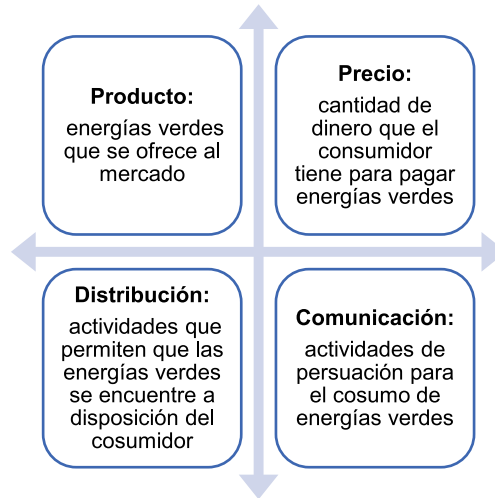 Producto:
energías verdes
que se ofrece al
mercado
Precio:
cantidad de
dinero que el
consumidor
tiene para pagar
energías verdes
Distribución:
actividades que
permiten que las
energías verdes
se encuentre a
disposición del
cosumidor
Comunicación:
actividades de
persuación para
el cosumo de
energías verdes